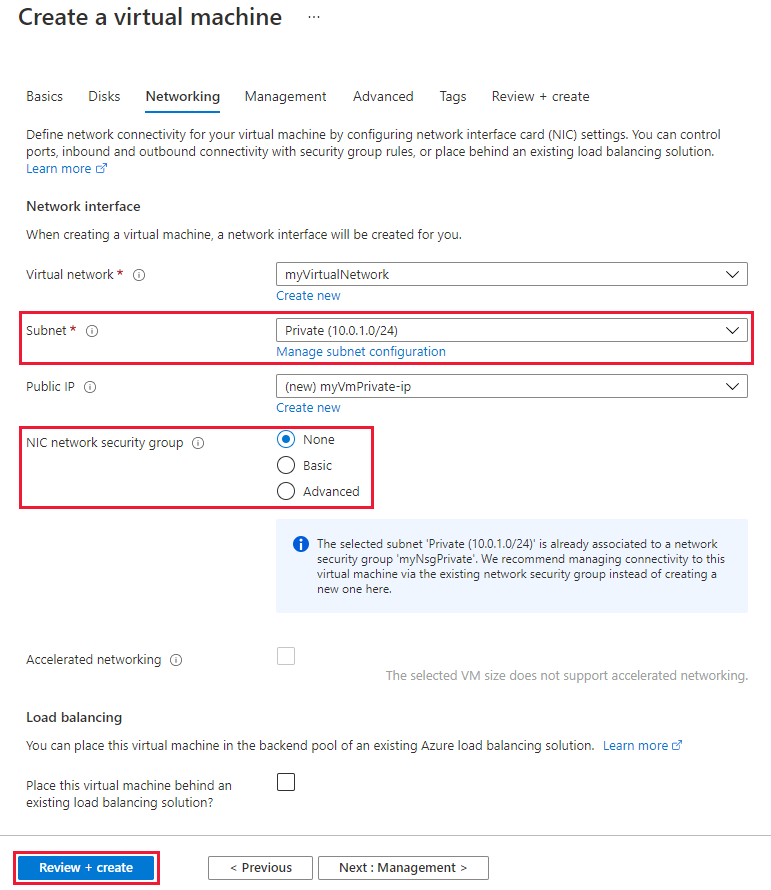 Create a virtual machine ...
Basics Disks Networking Management Advanced Tags Review + create
Define network connectivity for your virtual machine by configuring network interface card (NIC) settings. You can control
ports, inbound and outbound connectivity with security group rules, or place behind an existing load balancing solution.
Learn more
Network interface
When creating a virtual machine, a network interface will be created for you.
Virtual network * myVirtualNetwork
Create new
Subnet * Private (10.0.1.0/24)
Manage subnet configuration
Public IP (new) myVmPrivate-ip
Create new
NIC network security group None
Basic
Advanced
The selected subnet 'Private (10.0.1.0/24)' is already associated to a network
security group 'myNsgPrivate'. We recommend managing connectivity to this
virtual machine via the existing network security group instead of creating a
new one here.
Accelerated networking
The selected VM size does not support accelerated networking.
Load balancing
You can place this virtual machine in the backend pool of an existing Azure load balancing solution. Learn more
Place this virtual machine behind an
existing load balancing solution?
Review + create < Previous Next : Management >